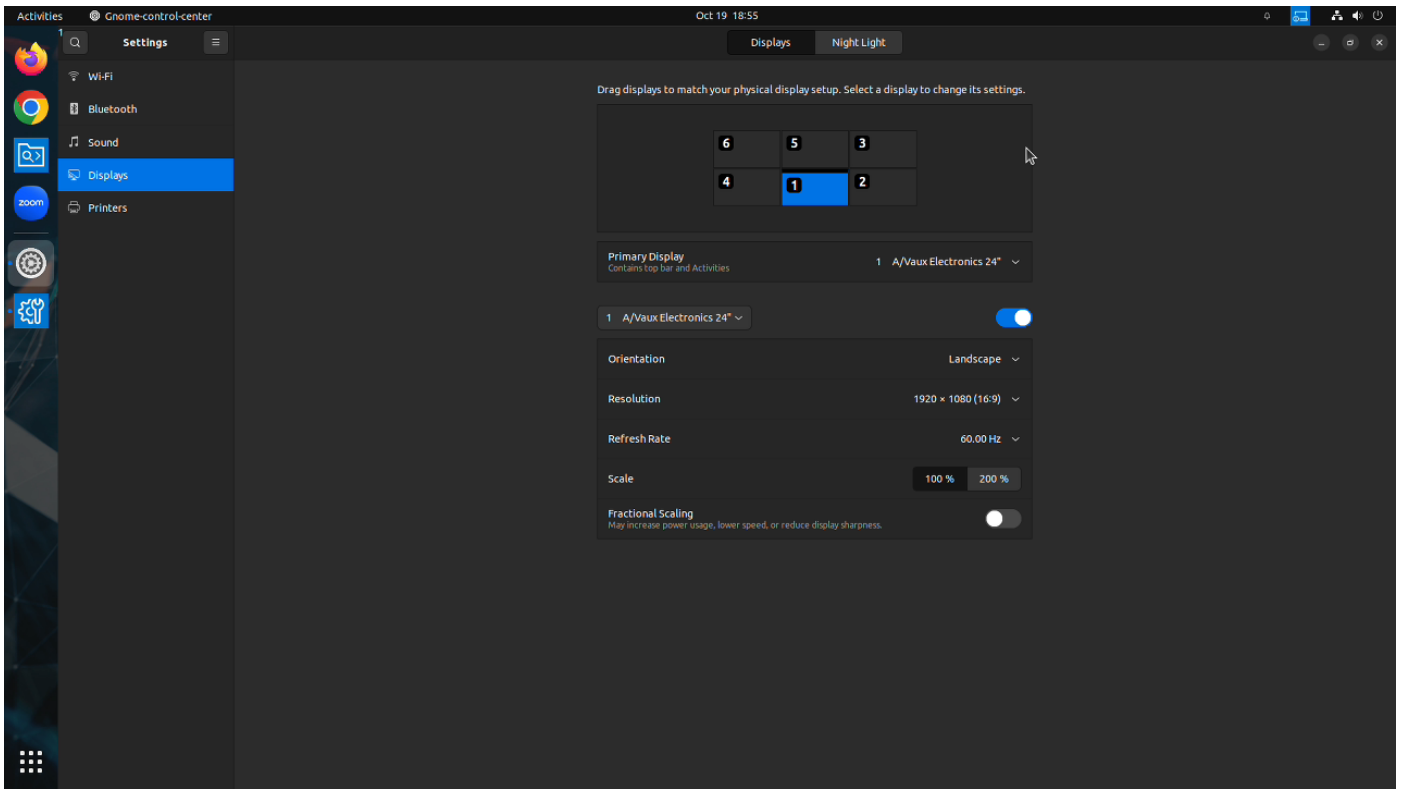 Activities Gnome-control-center Oct 19 18:55
1
Settings Displays Night Light
Wi-Fi
Bluetooth
Sound
Displays
Printers
zoom
Drag displays to match your physical display setup. Select a display to change its settings.
6 5 3
4 1 2
Primary Display
Contains top bar and Activities
1 A/Vaux Electronics 24"
1 A/Vaux Electronics 24"
Orientation Landscape
Resolution 1920 × 1080 (16:9)
Refresh Rate 60.00 Hz
Scale 100 % 200 %
Fractional Scaling
May increase power usage, lower speed, or reduce display sharpness.